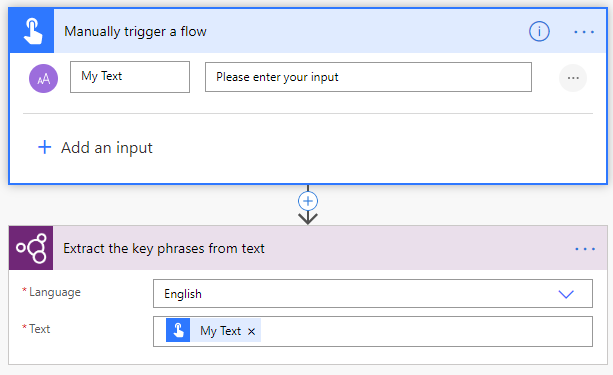 Manually trigger a flow
AA My Text Please enter your input
Add an input
Extract the key phrases from text
* Language English
* Text My Text ×